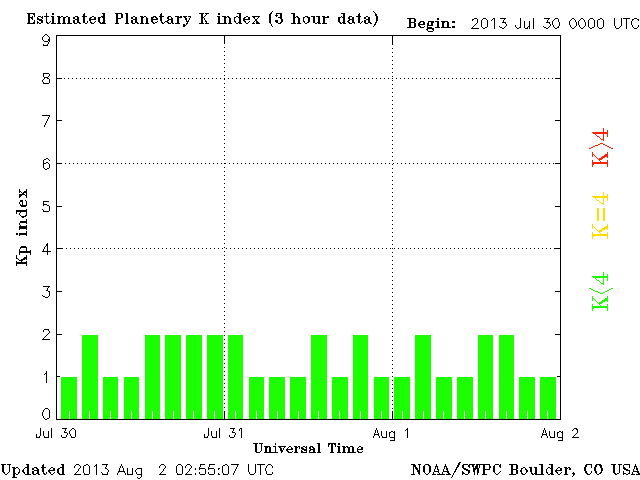 Estimated Planetary K index (3 hour data) Begin: 2013 Jul 30 0000 UTC
9
8
7
6
5
4
3
2
1
0
Kp index
K>4
K=4
K<4
Jul 30 Jul 31 Aug 1 Aug 2
Universal Time
Updated 2013 Aug 2 02:55:07 UTC NOAA/SWPC Boulder, CO USA